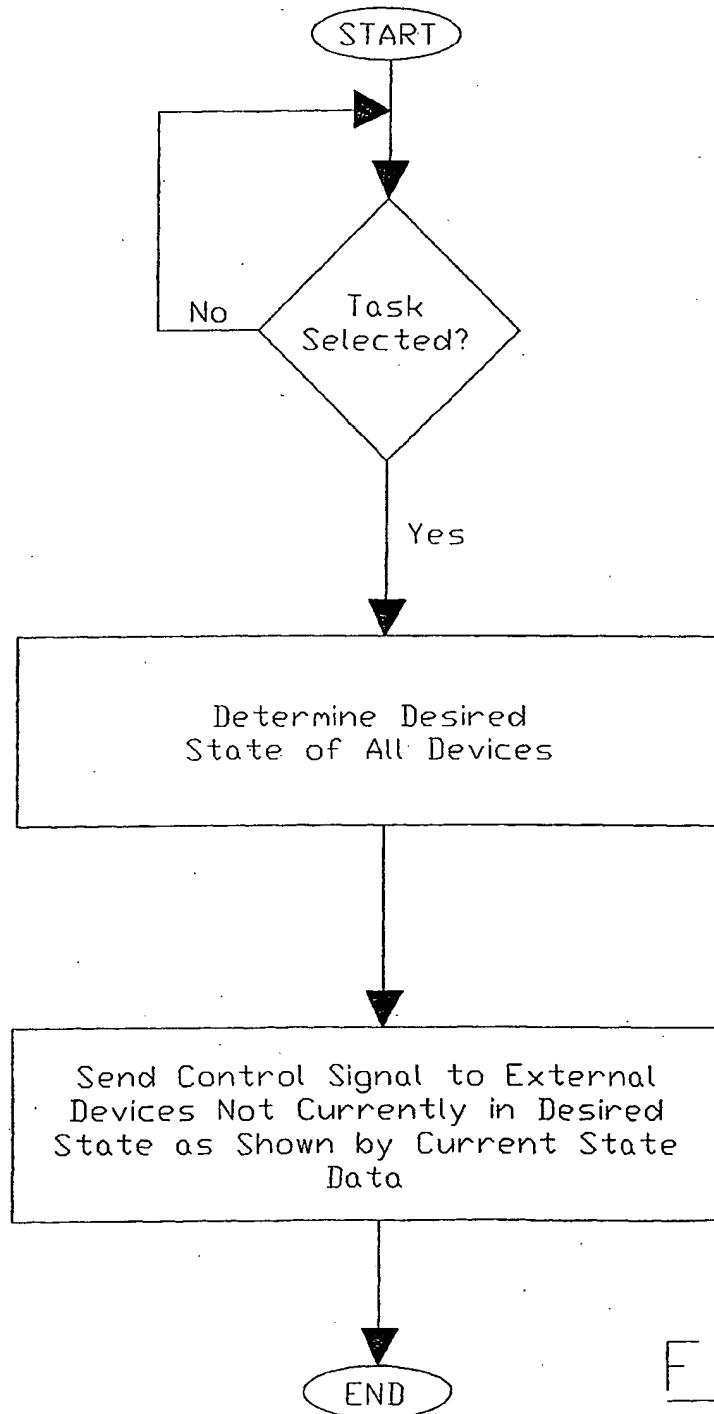 START
Task
Selected?
No
Yes
Determine Desired
State of All Devices
Send Control Signal to External
Devices Not Currently in Desired
State as Shown by Current State
Data
END